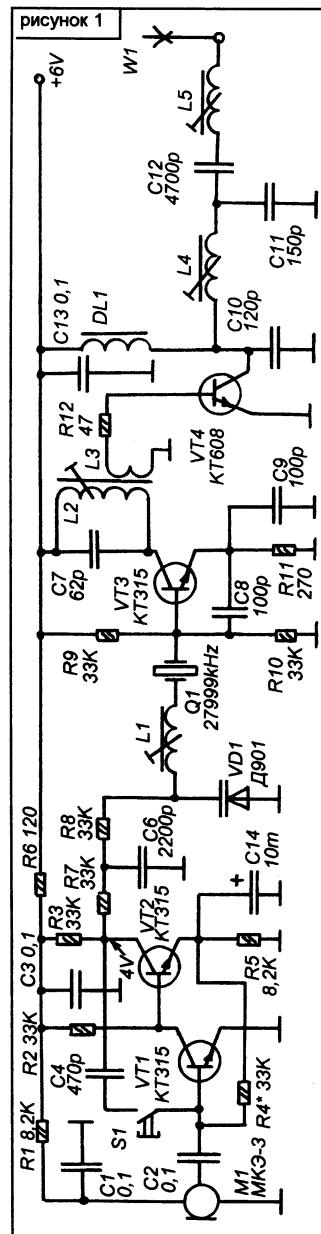 рисунок 1
+6V
W1
L5
C12
4700p
C11
150p
L4
C10
120p
C13 0,1
DL1
R12
47
L3
L2
VT4
KT608
C7
62p
VT3
KT315
C9
100p
C8
100p
R11
270
R9
33K
R10
33K
Q1
27999kHz
L1
VD1
Д901
R6 120
R8
33K
R7
33K
C6
2200p
C14
10m
+
R3
33K
C3 0,1
4V
VT2
KT315
R5
8,2K
R2 33K
C4
470p
VT1
KT315
R4* 33K
S1
R1 8,2K
C1
0,1
C2
0,1
M1
МКЭ-3